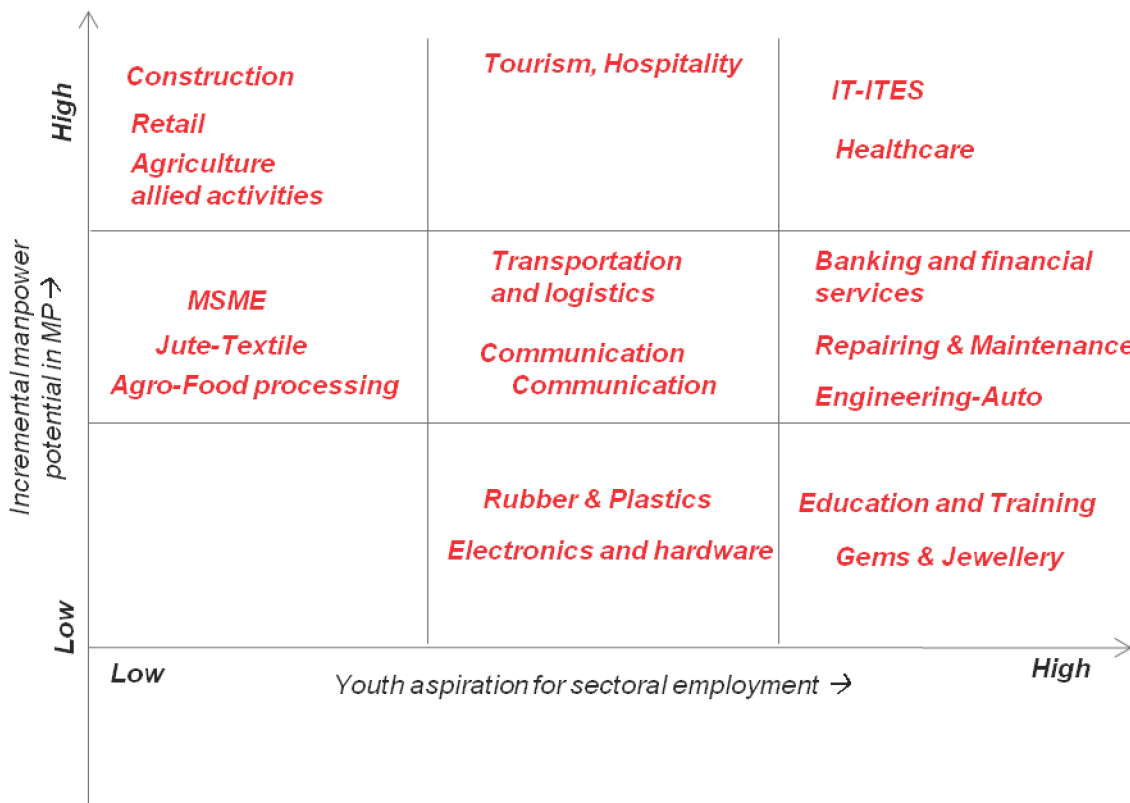 High
Construction
Retail
Agriculture
allied activities
Tourism, Hospitality
IT-ITES
Healthcare
Incremental manpower
potential in MP →
MSME
Jute-Textile
Agro-Food processing
Transportation
and logistics
Communication
Communication
Banking and financial
services
Repairing & Maintenance
Engineering-Auto
Rubber & Plastics
Electronics and hardware
Education and Training
Gems & Jewellery
Low
Low
Youth aspiration for sectoral employment →
High